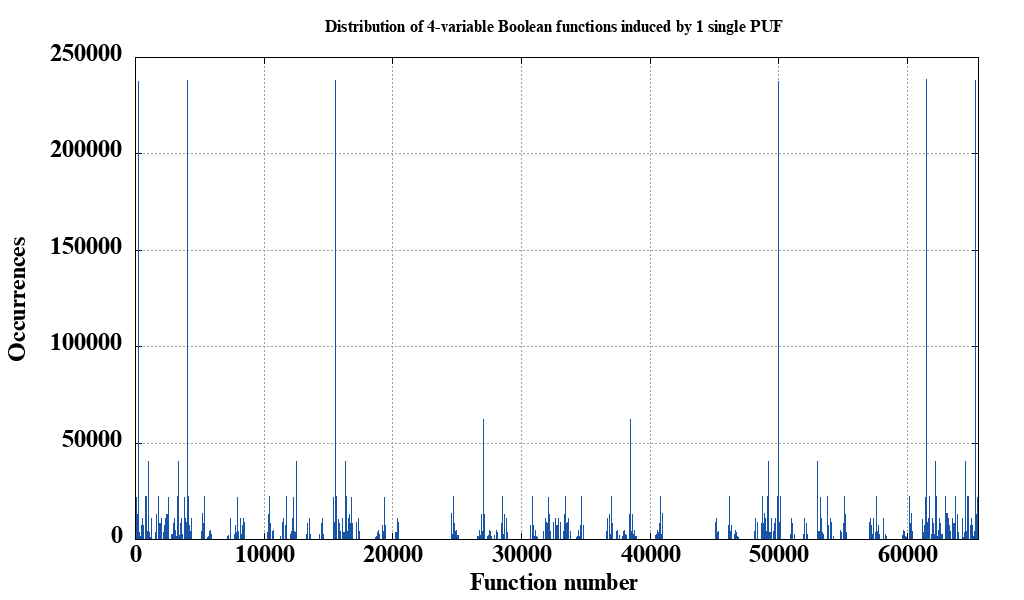 Distribution of 4-variable Boolean functions induced by 1 single PUF
250000
200000
150000
100000
50000
0
Occurrences
0 10000 20000 30000 40000 50000 60000
Function number